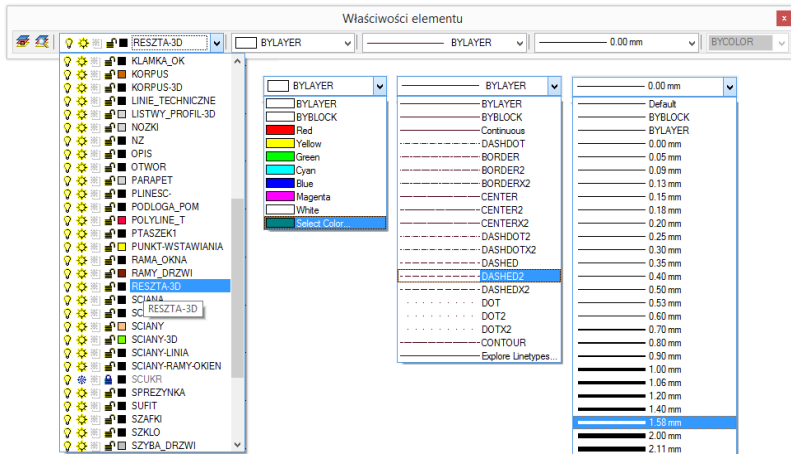 Właściwości elementu
x
RESZTA-3D
BYLAYER
BYLAYER
0.00 mm
BYCOLOR
KLAMKA_OK
KORPUS
KORPUS-3D
LINIE_TECHNICZNE
LISTWY_PROFIL-3D
NOZKI
NZ
OPIS
OTWOR
PARAPET
PLINESC-
PODLOGA_POM
POLYLINE_T
PTASZEK1
PUNKT-WSTAWIANIA
RAMA_OKNA
RAMY_DRZWI
RESZTA-3D
SCIANA
RESZTA-3D
SCIANY
SCIANY-3D
SCIANY-LINIA
SCIANY-RAMY-OKIEN
SCUKR
SPREZYNKA
SUFIT
SZAFKI
SZKLO
SZYBA_DRZWI
BYLAYER
BYLAYER
BYBLOCK
Red
Yellow
Green
Cyan
Blue
Magenta
White
Select Color...
BYLAYER
BYLAYER
BYBLOCK
Continuous
DASHDOT
BORDER
BORDER2
BORDERX2
CENTER
CENTER2
CENTERX2
DASHDOT2
DASHDOTX2
DASHED
DASHED2
DASHEDX2
DOT
DOT2
DOTX2
CONTOUR
Explore Linetypes...
0.00 mm
Default
BYBLOCK
BYLAYER
0.00 mm
0.05 mm
0.09 mm
0.13 mm
0.15 mm
0.18 mm
0.20 mm
0.25 mm
0.30 mm
0.35 mm
0.40 mm
0.50 mm
0.53 mm
0.60 mm
0.70 mm
0.80 mm
0.90 mm
1.00 mm
1.06 mm
1.20 mm
1.40 mm
1.58 mm
2.00 mm
2.11 mm